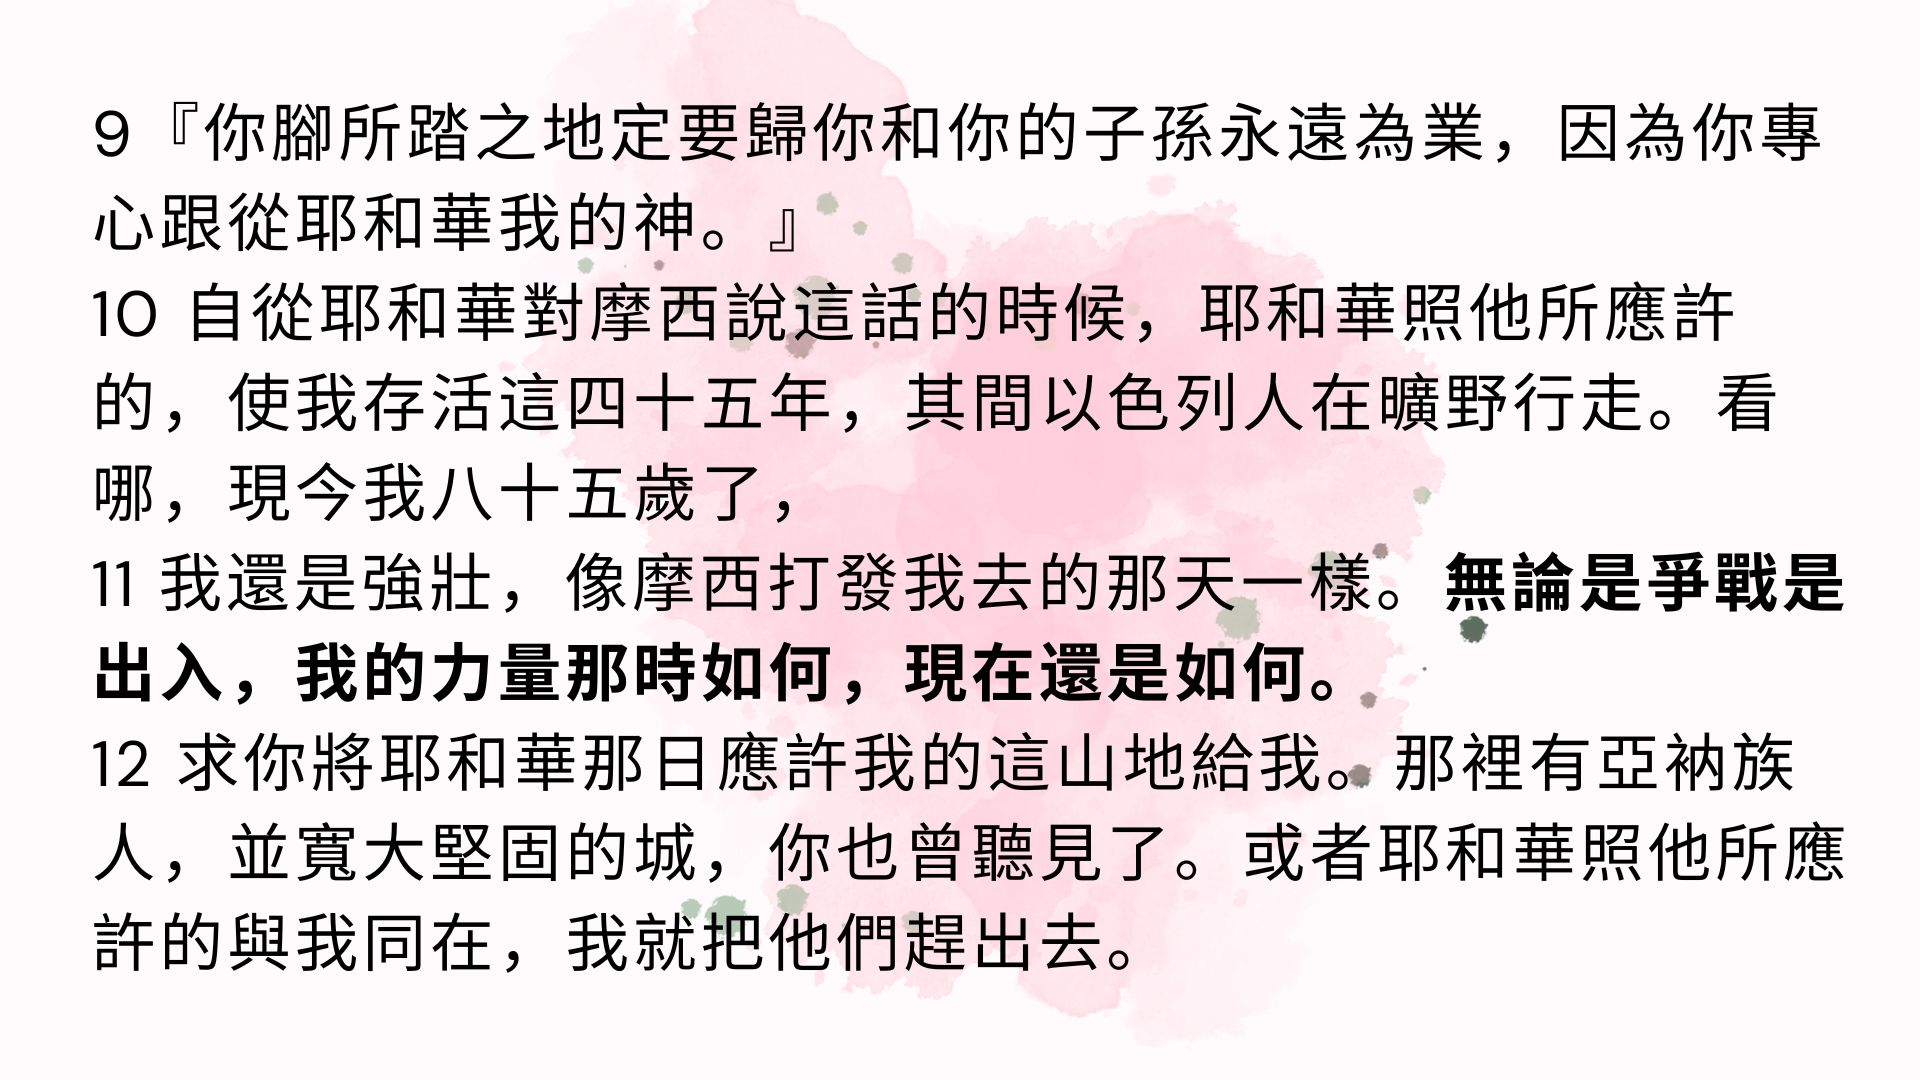 9『你腳所踏之地定要歸你和你的子孫永遠為業，因為你專
心跟從耶和華我的神。』
10 自從耶和華對摩西說這話的時候，耶和華照他所應許
的，使我存活這四十五年，其間以色列人在曠野行走。看
哪，現今我八十五歲了，
11 我還是強壯，像摩西打發我去的那天一樣。無論是爭戰是
出入，我的力量那時如何，現在還是如何。
12 求你將耶和華那日應許我的這山地給我。那裡有亞衲族
人，並寬大堅固的城，你也曾聽見了。或者耶和華照他所應
許的與我同在，我就把他們趕出去。